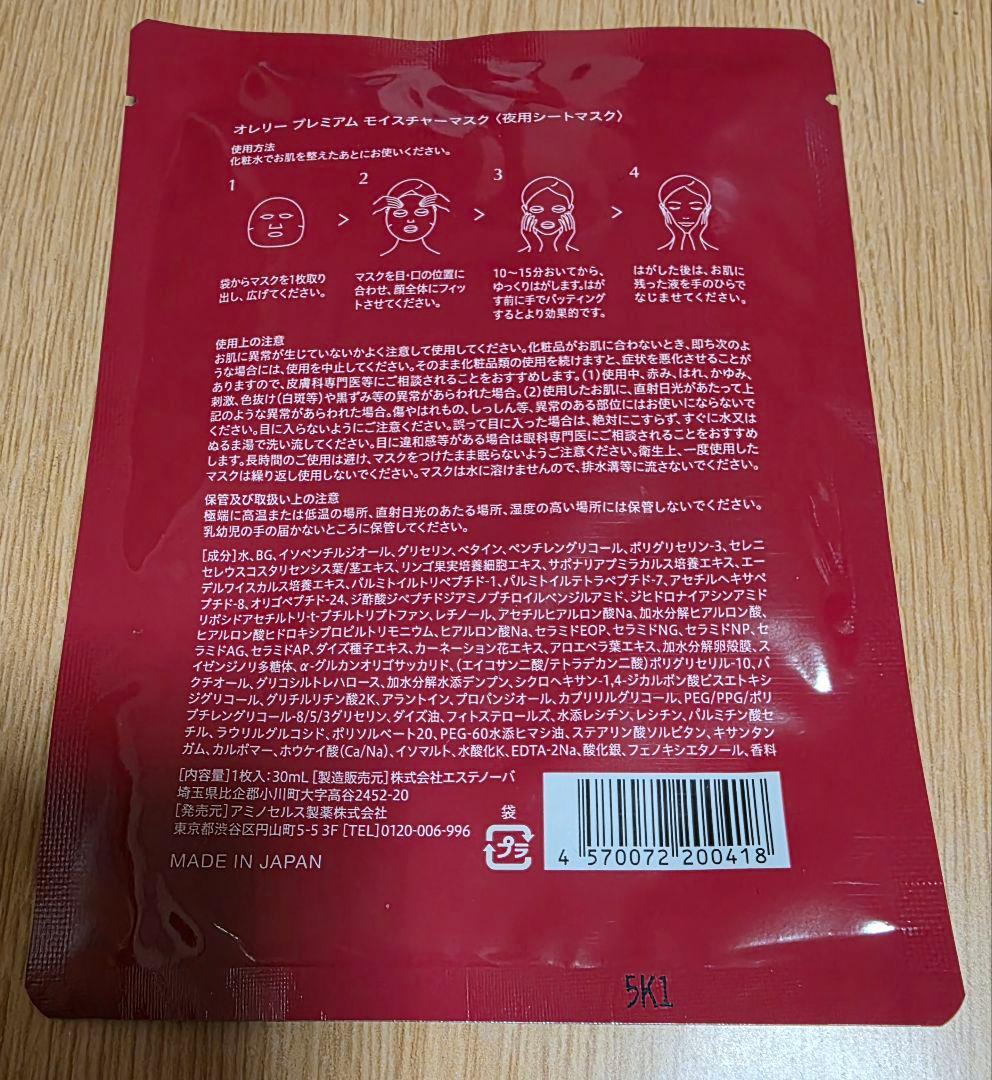 オレリー プレミアム モイスチャーマスク〈夜用シートマスク〉
使用方法
化粧水でお肌を整えたあとにお使いください。
1
2
3
4
>
>
>
袋からマスクを1枚取り
出し、広げてください。
マスクを目・口の位置に
合わせ、顔全体にフィッ
トさせてください。
10〜15分おいてから、
ゆっくりはがします。はが
す前に手でパッティング
するとより効果的です。
はがした後は、お肌に
残った液を手のひらで
なじませてください。
使用上の注意
お肌に異常が生じていないかよく注意して使用してください。化粧品がお肌に合わないとき、即ち次のよ
うな場合には、使用を中止してください。そのまま化粧品類の使用を続けますと、症状を悪化させることが
ありますので、皮膚科専門医等にご相談されることをおすすめします。(1)使用中、赤み、はれ、かゆみ、
刺激、色抜け(白斑等)や黒ずみ等の異常があらわれた場合。(2)使用したお肌に、直射日光があたって上
記のような異常があらわれた場合。傷やはれもの、しっしん等、異常のある部位にはお使いにならないで
ください。目に入らないようにご注意ください。誤って目に入った場合は、絶対にこすらず、すぐに水又は
ぬるま湯で洗い流してください。目に違和感等がある場合は眼科専門医にご相談されることをおすすめ
します。長時間のご使用は避け、マスクをつけたまま眠らないようご注意ください。衛生上、一度使用した
マスクは繰り返し使用しないでください。マスクは水に溶けませんので、排水溝等に流さないでください。
保管及び取扱い上の注意
極端に高温または低温の場所、直射日光のあたる場所、湿度の高い場所には保管しないでください。
乳幼児の手の届かないところに保管してください。
[成分]水、BG、イソペンチルジオール、グリセリン、ベタイン、ペンチレングリコール、ポリグリセリン-3、セレニ
セレウスコスタリセンシス葉/茎エキス、リンゴ果実培養細胞エキス、サポナリアプミラカルス培養エキス、エー
デルワイスカルス培養エキス、パルミトイルトリペプチド-1、パルミトイルテトラペプチド-7、アセチルヘキサペ
プチド-8、オリゴペプチド-24、ジ酢酸ジペプチドジアミノブチロイルベンジルアミド、ジヒドロナイアシンアミド
リポシドアセチルトリ-t-ブチルトリプトファン、レチノール、アセチルヒアルロン酸Na、加水分解ヒアルロン酸、
ヒアルロン酸ヒドロキシプロピルトリモニウム、ヒアルロン酸Na、セラミドEOP、セラミドNG、セラミドNP、セ
ラミドAG、セラミドAP、ダイズ種子エキス、カーネーション花エキス、アロエベラ葉エキス、加水分解卵殻膜、ス
イゼンジノリ多糖体、α-グルカンオリゴサッカリド、(エイコサン二酸/テトラデカン二酸)ポリグリセリル-10、バ
クチオール、グリコシルトレハロース、加水分解水添デンプン、シクロヘキサン-1,4-ジカルボン酸ビスエトキシ
ジグリコール、グリチルリチン酸2K、アラントイン、プロパンジオール、カプリリルグリコール、PEG/PPG/ポリ
ブチレングリコール-8/5/3グリセリン、ダイズ油、フィトステロールズ、水添レシチン、レシチン、パルミチン酸セ
チル、ラウリルグルコシド、ポリソルベート20、PEG-60水添ヒマシ油、ステアリン酸ソルビタン、キサンタン
ガム、カルボマー、ホウケイ酸(Ca/Na)、イソマルト、水酸化K、EDTA-2Na、酸化銀、フェノキシエタノール、香料
[内容量]1枚入:30mL [製造販売元]株式会社エステノーバ
埼玉県比企郡小川町大字高谷2452-20
[発売元]アミノセルス製薬株式会社
東京都渋谷区円山町5-5 3F [TEL]0120-006-996
MADE IN JAPAN
袋
プラ
4 570072 200418
5K1